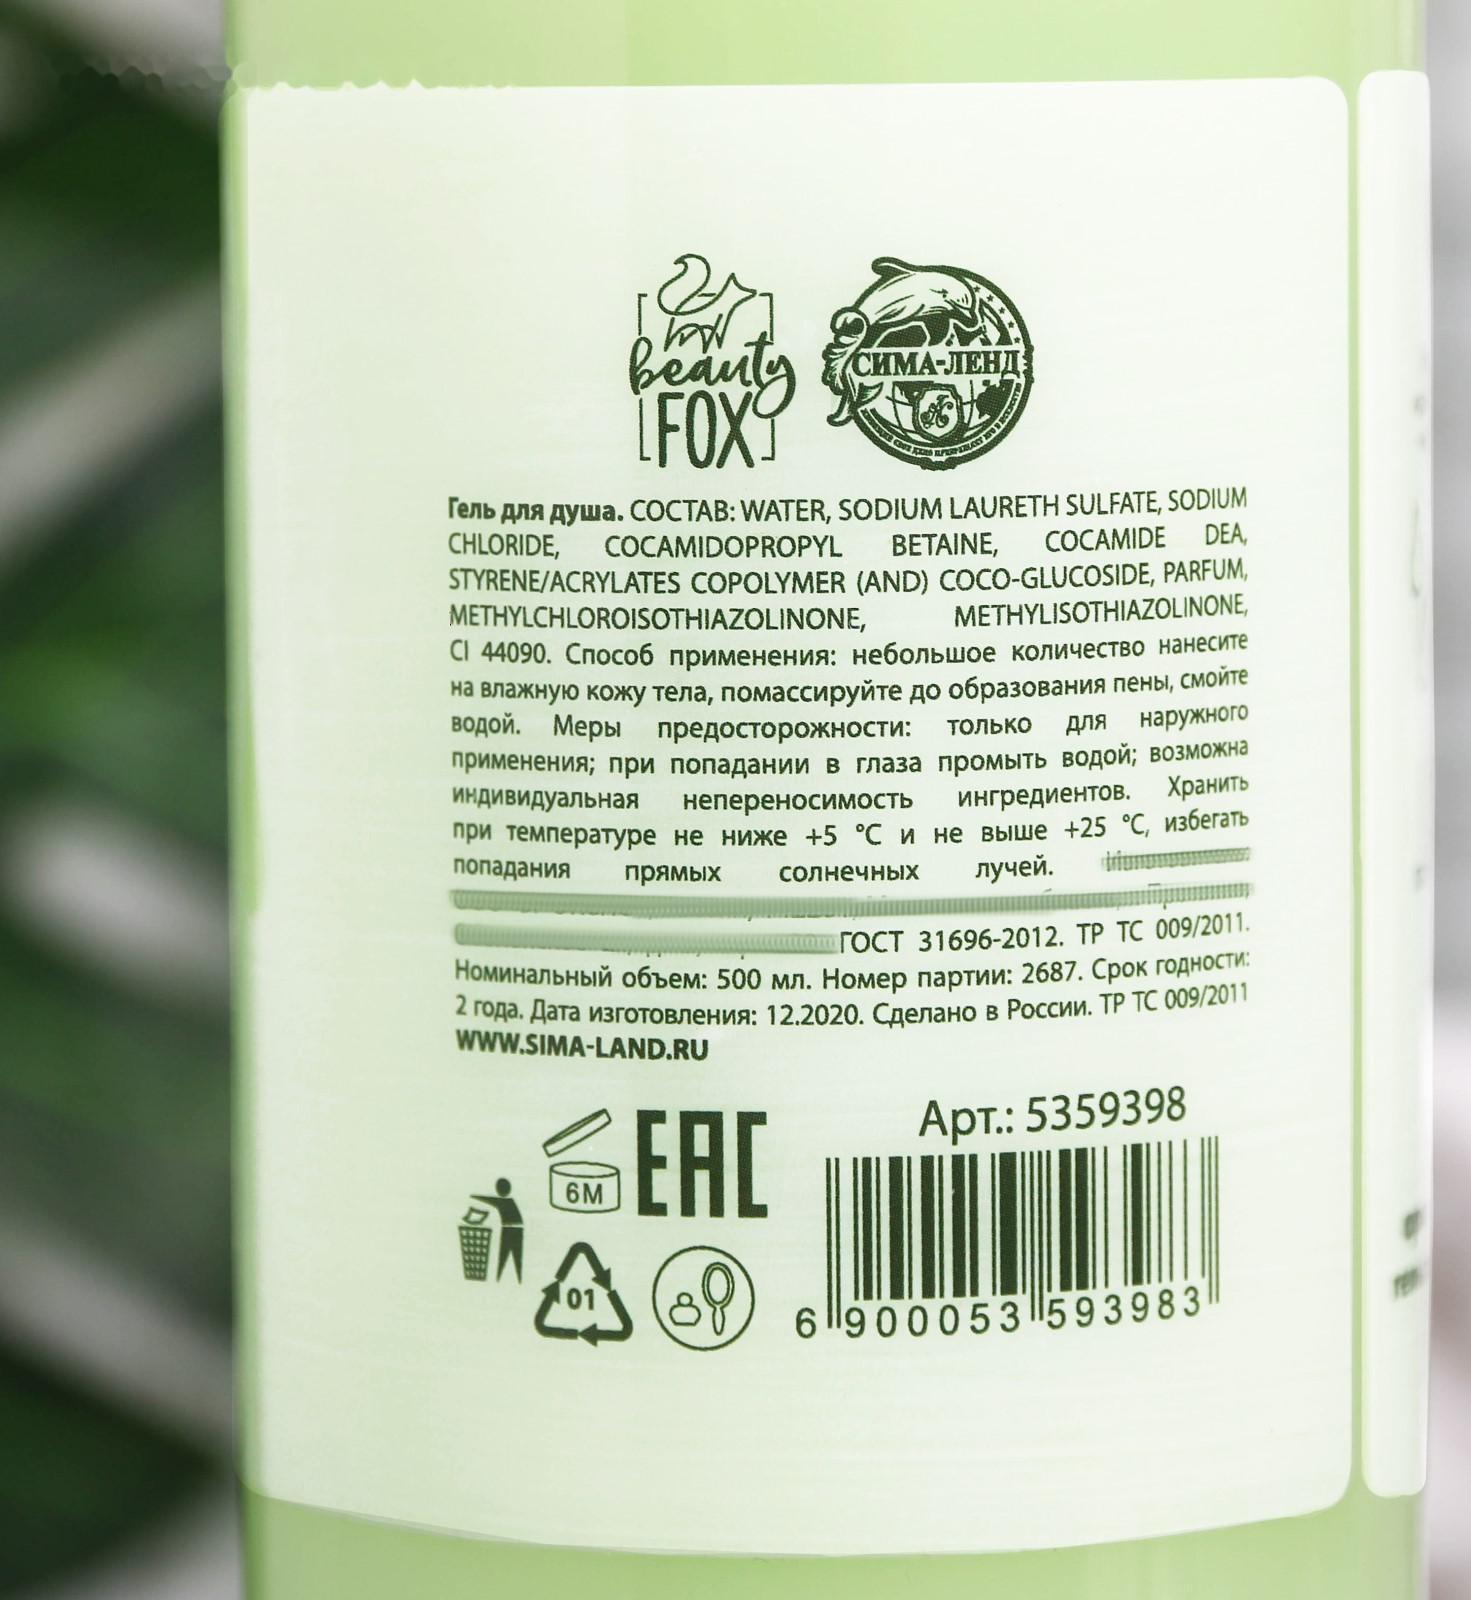 beauty
FOX
СИМА-ЛЕНД
Гель для душа. СОСТАВ: WATER, SODIUM LAURETH SULFATE, SODIUM
CHLORIDE, COCAMIDOPROPYL BETAINE, COCAMIDE DEA,
STYRENE/ACRYLATES COPOLYMER (AND) COCO-GLUCOSIDE, PARFUM,
METHYLCHLOROISOTHIAZOLINONE, METHYLISOTHIAZOLINONE,
CI 44090. Способ применения: небольшое количество нанесите
на влажную кожу тела, помассируйте до образования пены, смойте
водой. Меры предосторожности: только для наружного
применения; при попадании в глаза промыть водой; возможна
индивидуальная непереносимость ингредиентов. Хранить
при температуре не ниже +5 °С и не выше +25 °С, избегать
попадания прямых солнечных лучей.
ГОСТ 31696-2012. ТР ТС 009/2011.
Номинальный объем: 500 мл. Номер партии: 2687. Срок годности:
2 года. Дата изготовления: 12.2020. Сделано в России. ТР ТС 009/2011
WWW.SIMA-LAND.RU
Арт.: 5359398
6М
ЕАС
01
6 900053 593983